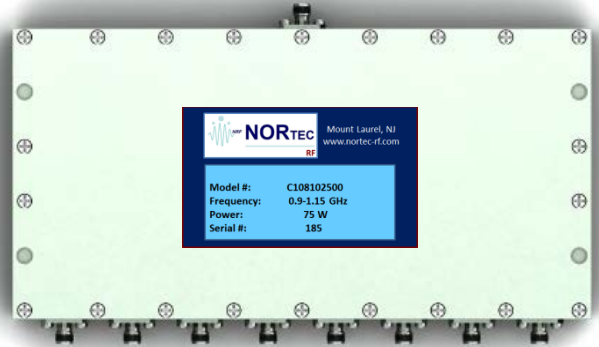 NRF NORTEC
RF
Mount Laurel, NJ
www.nortec-rf.com
Model #: C108102500
Frequency: 0.9-1.15 GHz
Power: 75 W
Serial #: 185